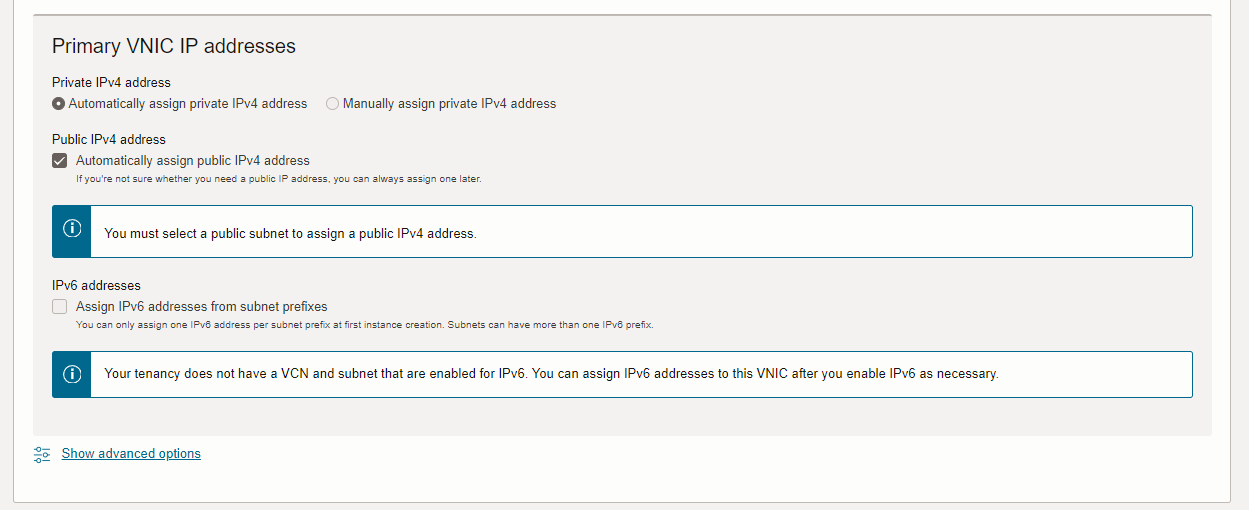 Primary VNIC IP addresses
Private IPv4 address
Automatically assign private IPv4 address Manually assign private IPv4 address
Public IPv4 address
Automatically assign public IPv4 address
If you're not sure whether you need a public IP address, you can always assign one later.
You must select a public subnet to assign a public IPv4 address.
IPv6 addresses
Assign IPv6 addresses from subnet prefixes
You can only assign one IPv6 address per subnet prefix at first instance creation. Subnets can have more than one IPv6 prefix.
Your tenancy does not have a VCN and subnet that are enabled for IPv6. You can assign IPv6 addresses to this VNIC after you enable IPv6 as necessary.
Show advanced options